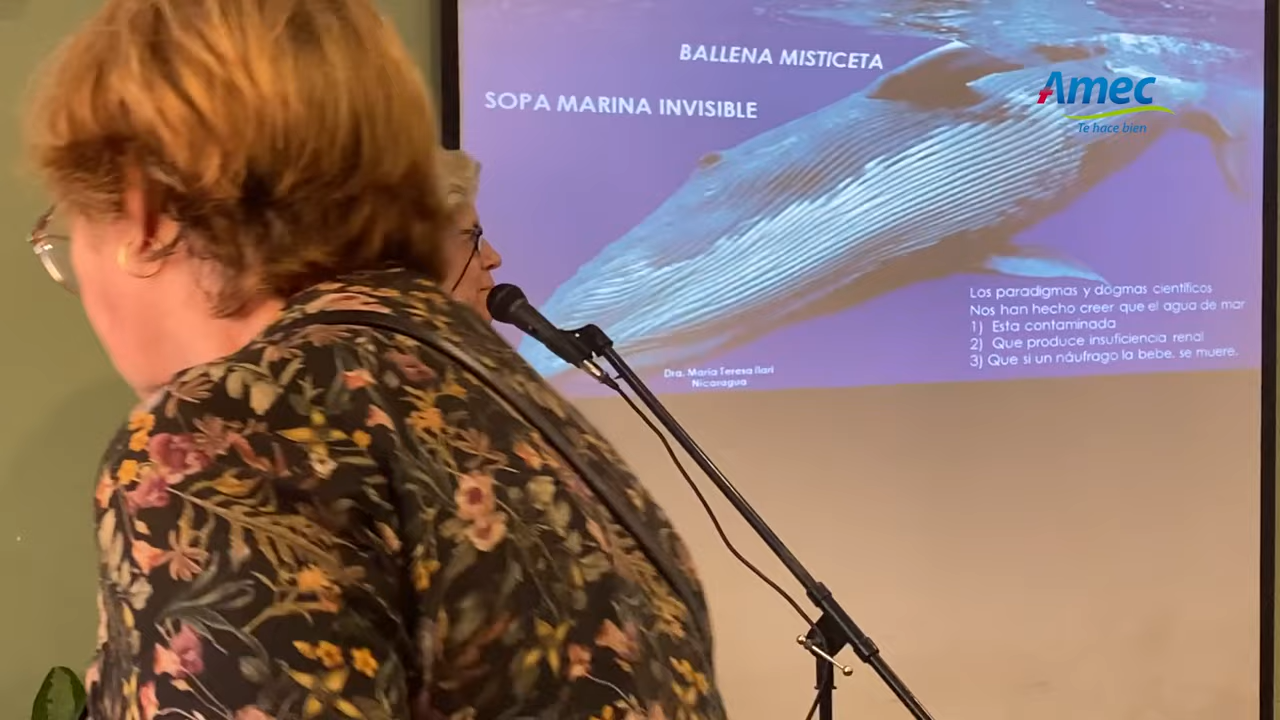 BALLENA MISTICETA
SOPA MARINA INVISIBLE
Amec
Te hace bien
Los paradigmas y dogmas científicos
Nos han hecho creer que el agua de mar
1) Esta contaminada
2) Que produce insuficiencia renal
3) Que si un náufrago la bebe, se muere.
Dra. María Teresa Ilari
Nicaragua